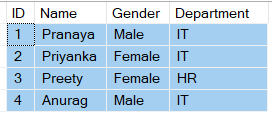 ID Name Gender Department
1 Pranaya Male IT
2 Priyanka Female IT
3 Preety Female HR
4 Anurag Male IT